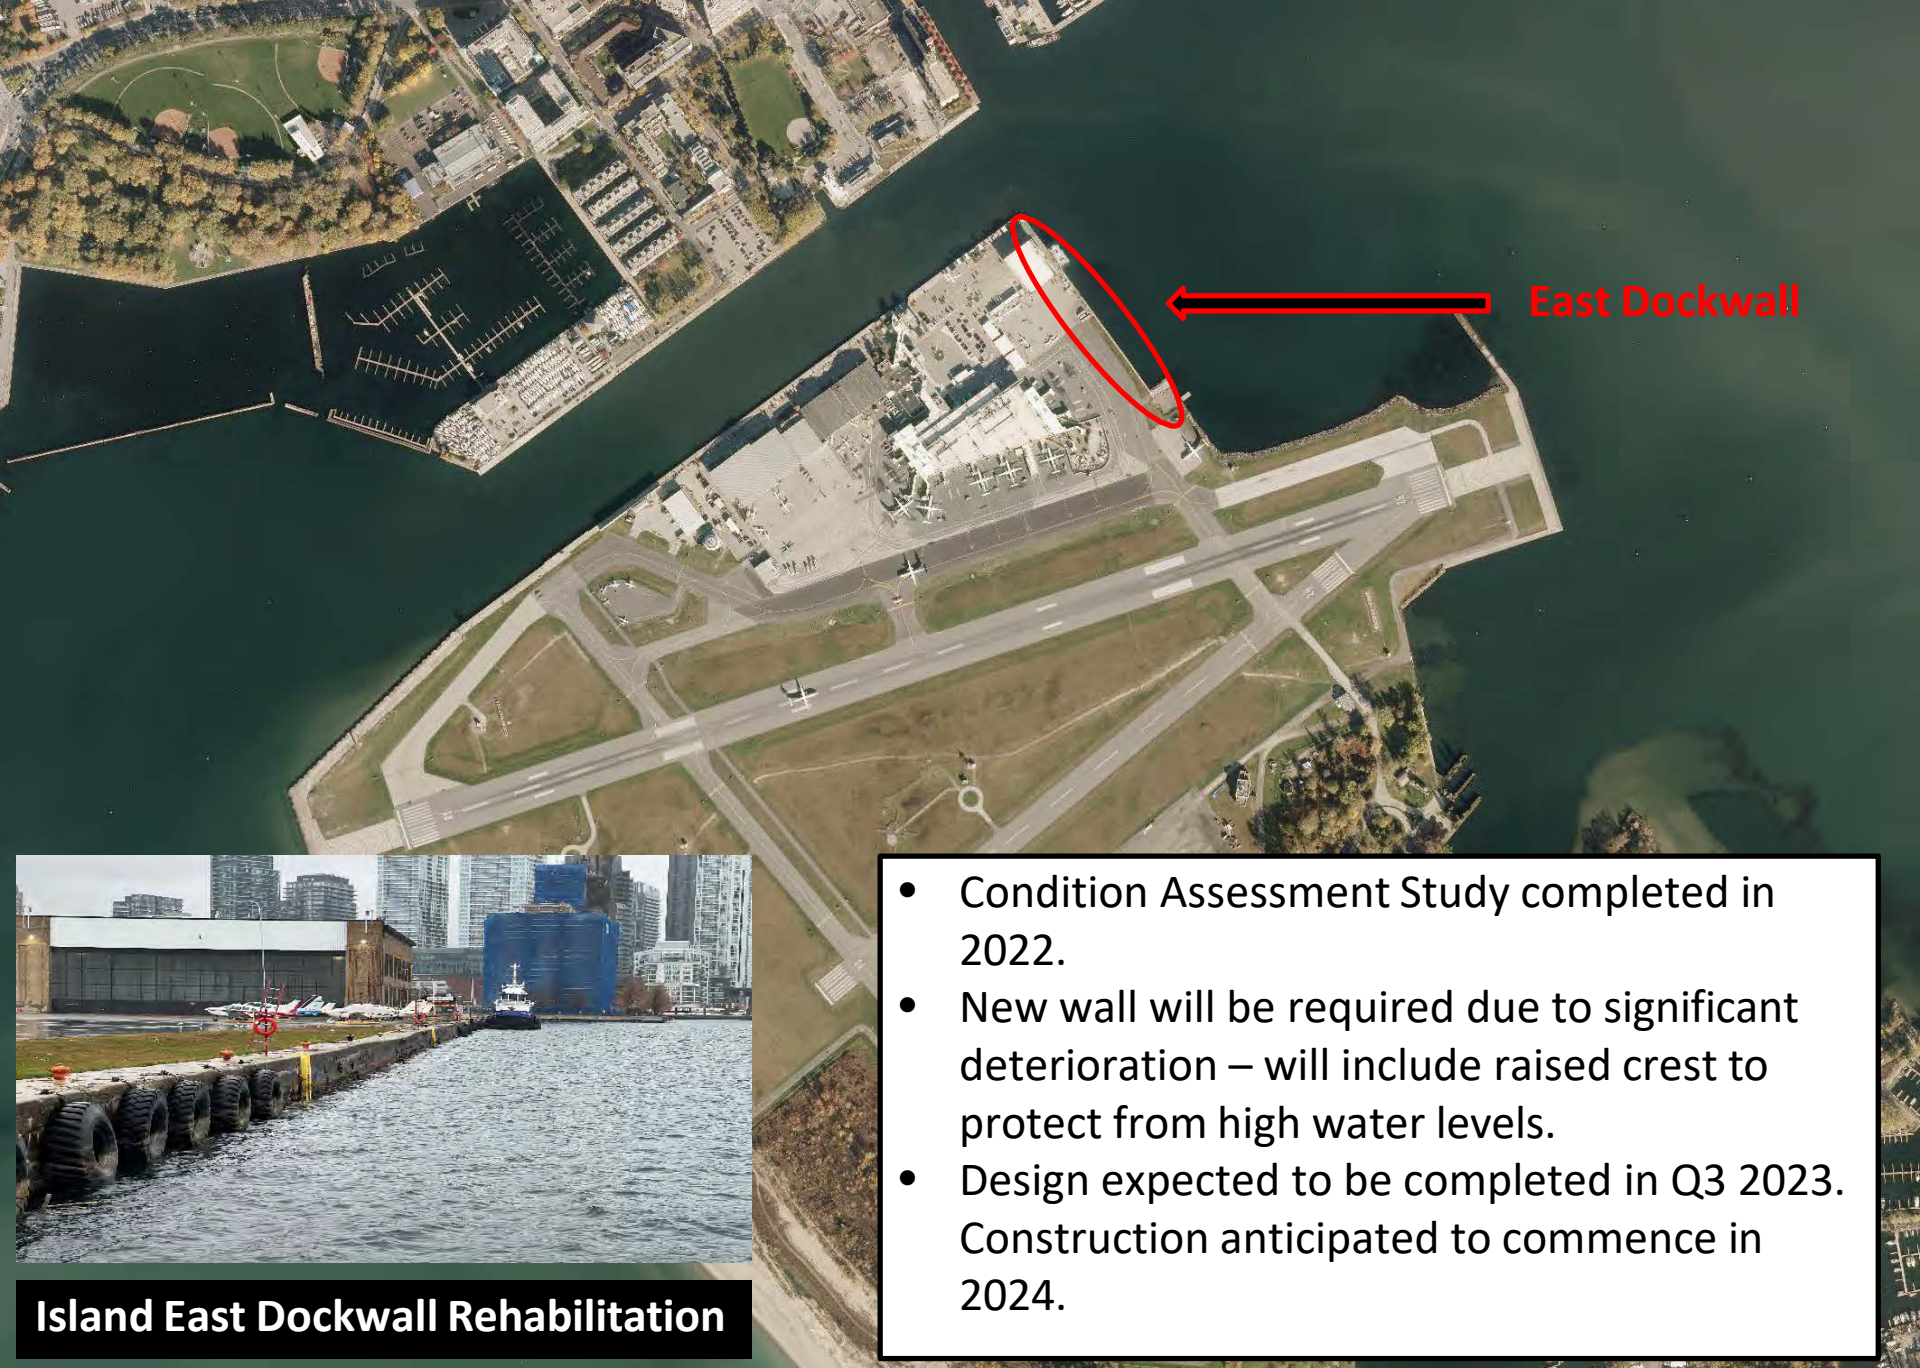 East Dockwall
• Condition Assessment Study completed in
2022.
• New wall will be required due to significant
deterioration – will include raised crest to
protect from high water levels.
• Design expected to be completed in Q3 2023.
Construction anticipated to commence in
2024.
Island East Dockwall Rehabilitation